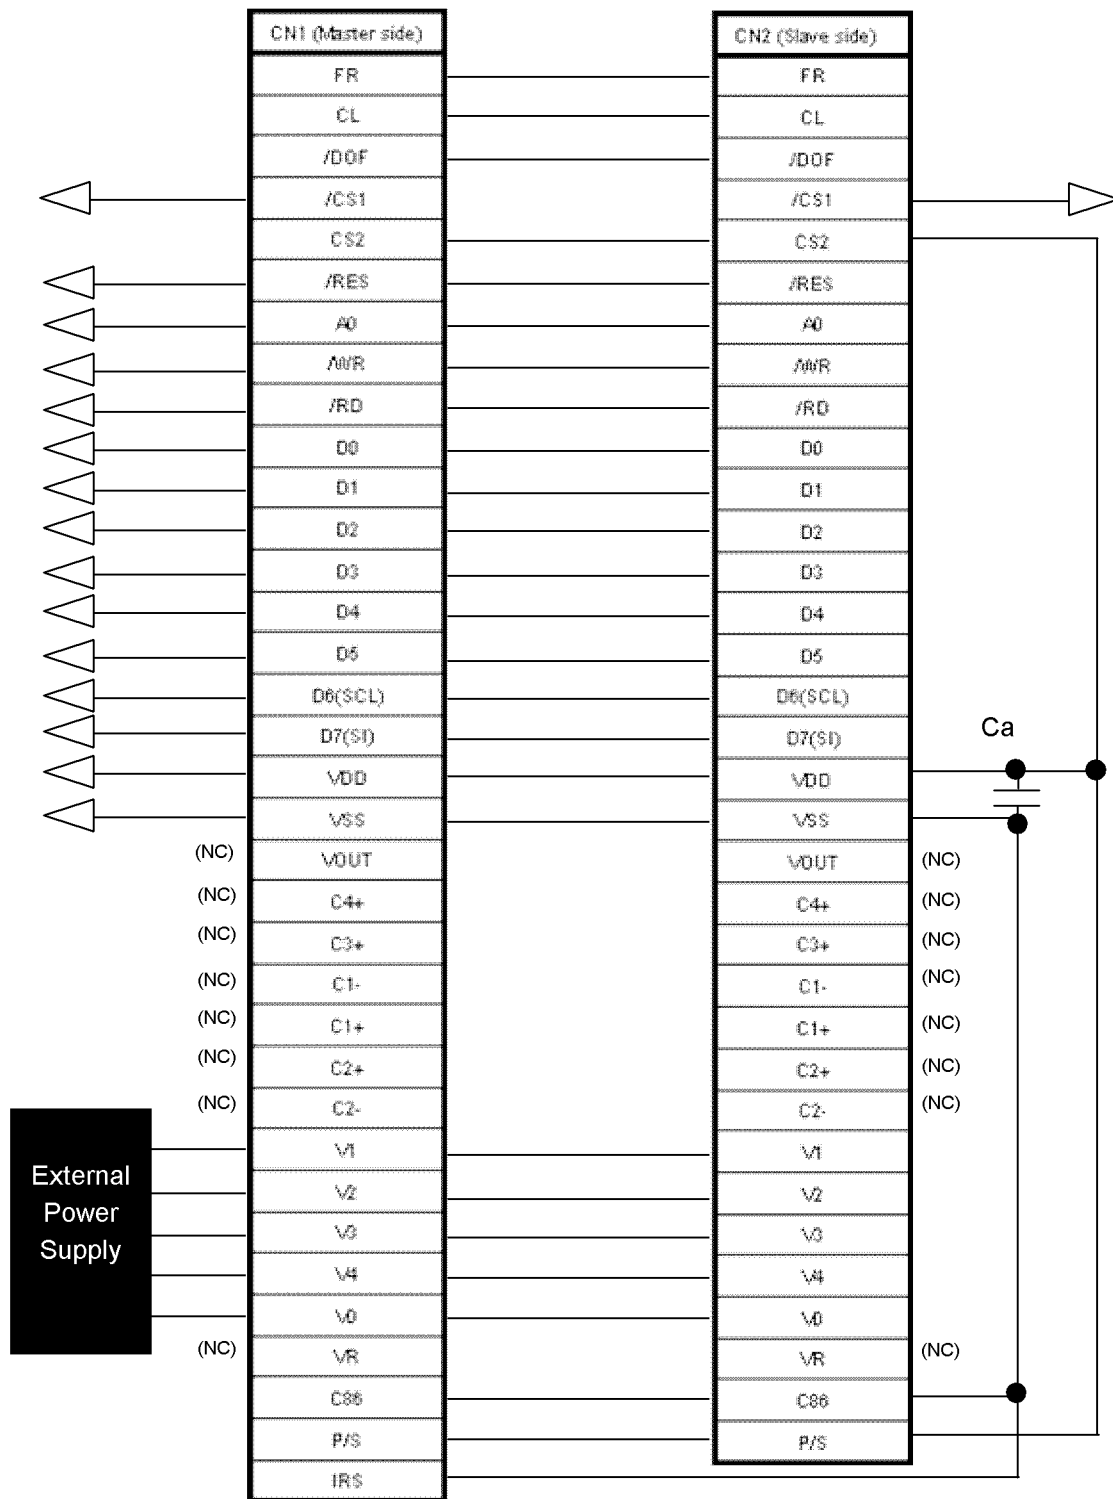 CN1 (Master side)
FR
CL
/DOF
/CS1
CS2
/RES
A0
/WR
/RD
D0
D1
D2
D3
D4
D5
D6(SCL)
D7(SI)
VDD
VSS
VOUT
C4+
C3+
C1-
C1+
C2+
C2-
V1
V2
V3
V4
V0
VR
C86
P/S
IRS
(NC)
(NC)
(NC)
(NC)
(NC)
(NC)
(NC)
(NC)
External
Power
Supply
CN2 (Slave side)
FR
CL
/DOF
/CS1
CS2
/RES
A0
/WR
/RD
D0
D1
D2
D3
D4
D5
D6(SCL)
D7(SI)
VDD
VSS
VOUT
C4+
C3+
C1-
C1+
C2+
C2-
V1
V2
V3
V4
V0
VR
C86
P/S
Ca
(NC)
(NC)
(NC)
(NC)
(NC)
(NC)
(NC)
(NC)